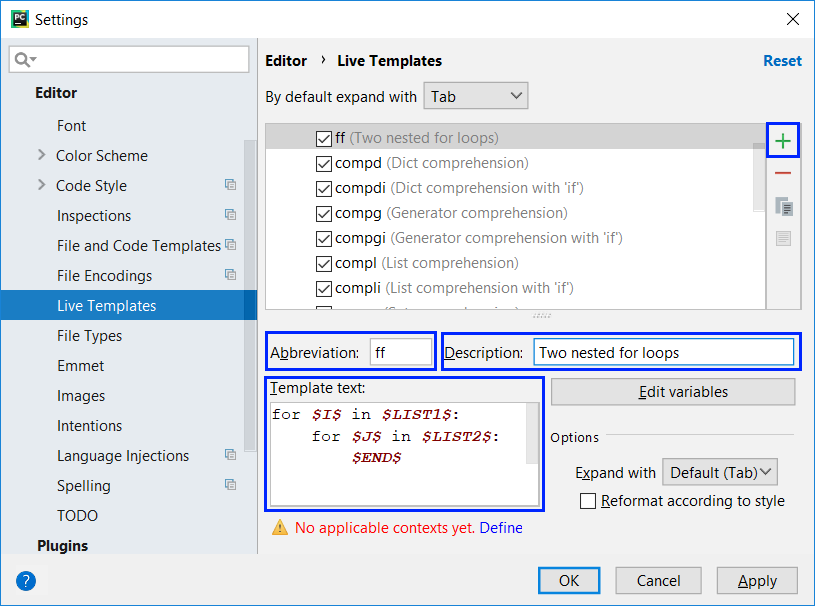 PC Settings
Editor
Font
Color Scheme
Code Style
Inspections
File and Code Templates
File Encodings
Live Templates
File Types
Emmet
Images
Intentions
Language Injections
Spelling
TODO
Plugins
?
Editor › Live Templates
Reset
By default expand with Tab
ff (Two nested for loops)
compd (Dict comprehension)
compdi (Dict comprehension with 'if')
compg (Generator comprehension)
compgi (Generator comprehension with 'if')
compl (List comprehension)
compli (List comprehension with 'if')
Abbreviation: ff
Description: Two nested for loops
Template text:
for $I$ in $LIST1$:
for $J$ in $LIST2$:
$END$
Edit variables
Options
Expand with Default (Tab)
Reformat according to style
No applicable contexts yet. Define
OK
Cancel
Apply